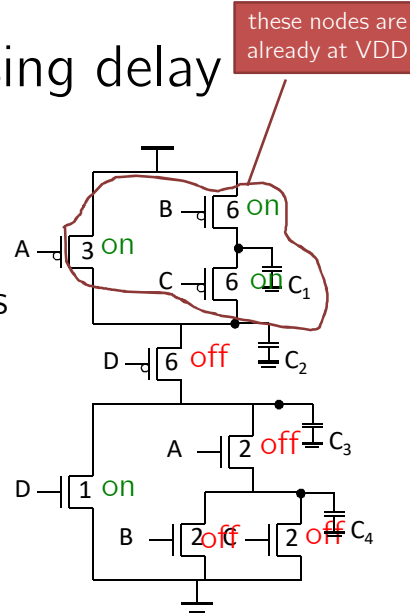 these nodes are
already at VDD
ing delay
B 6 on
A 3 on
C 6 on C1
s
D 6 off C2
A 2 off C3
D 1 on
B 2 off C 2 off C4